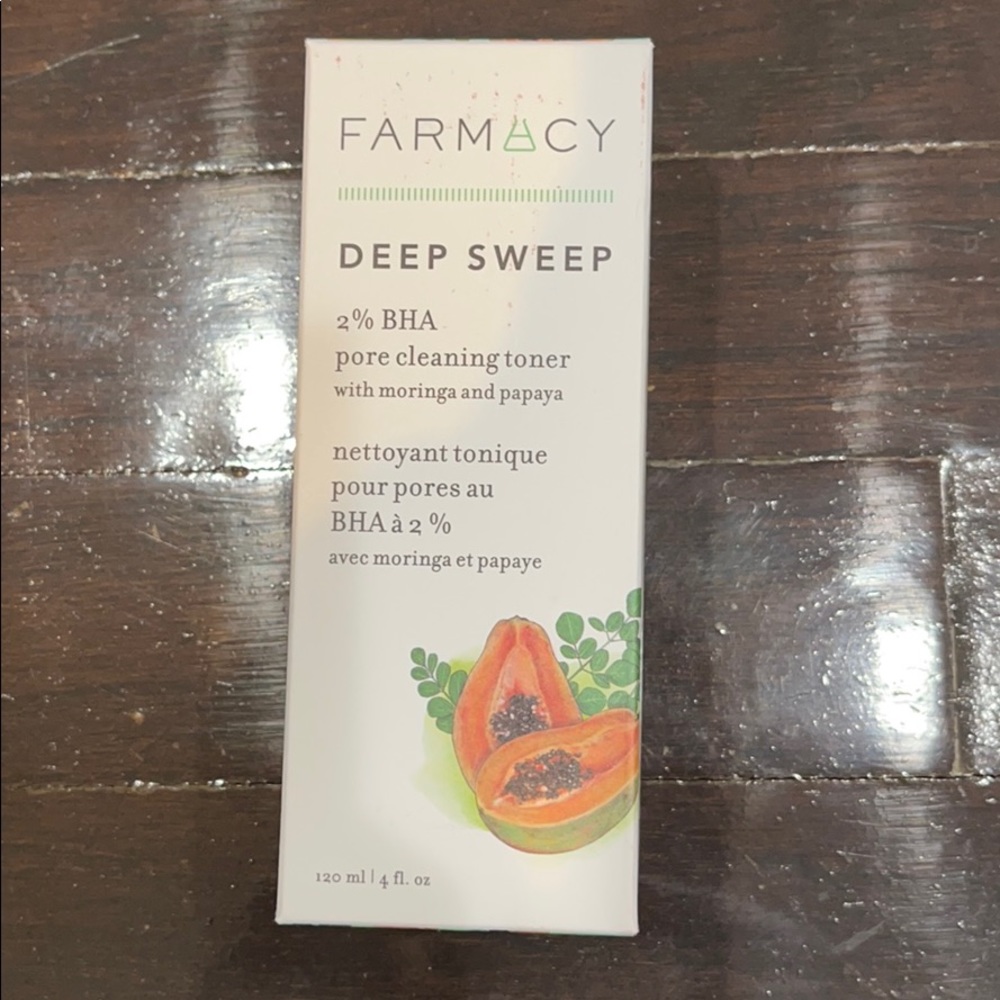 FARMACY
DEEP SWEEP
2% BHA
pore cleaning toner
with moringa and papaya
nettoyant tonique
pour pores au
BHA à 2 %
avec moringa et papaye
120 ml | 4 fl. oz